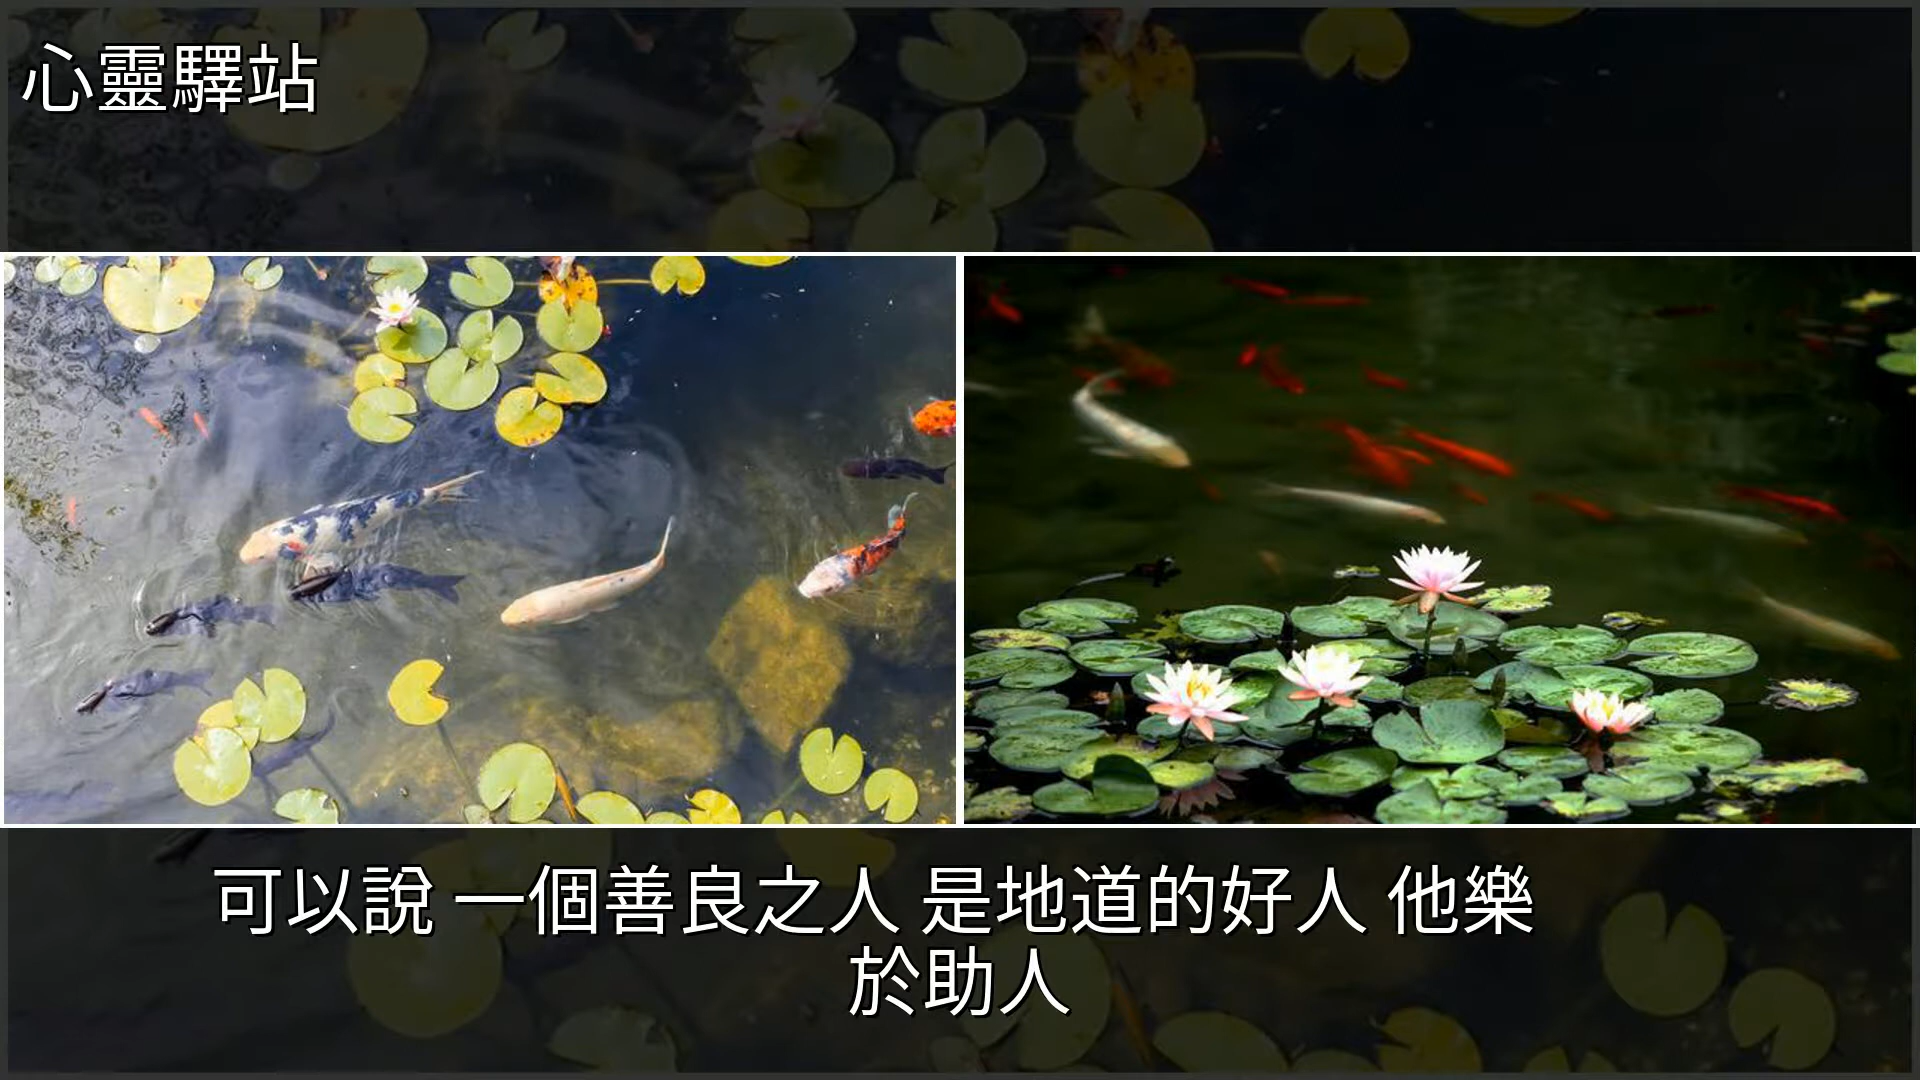 心靈驛站
可以說 一個善良之人 是地道的好人 他樂
於助人